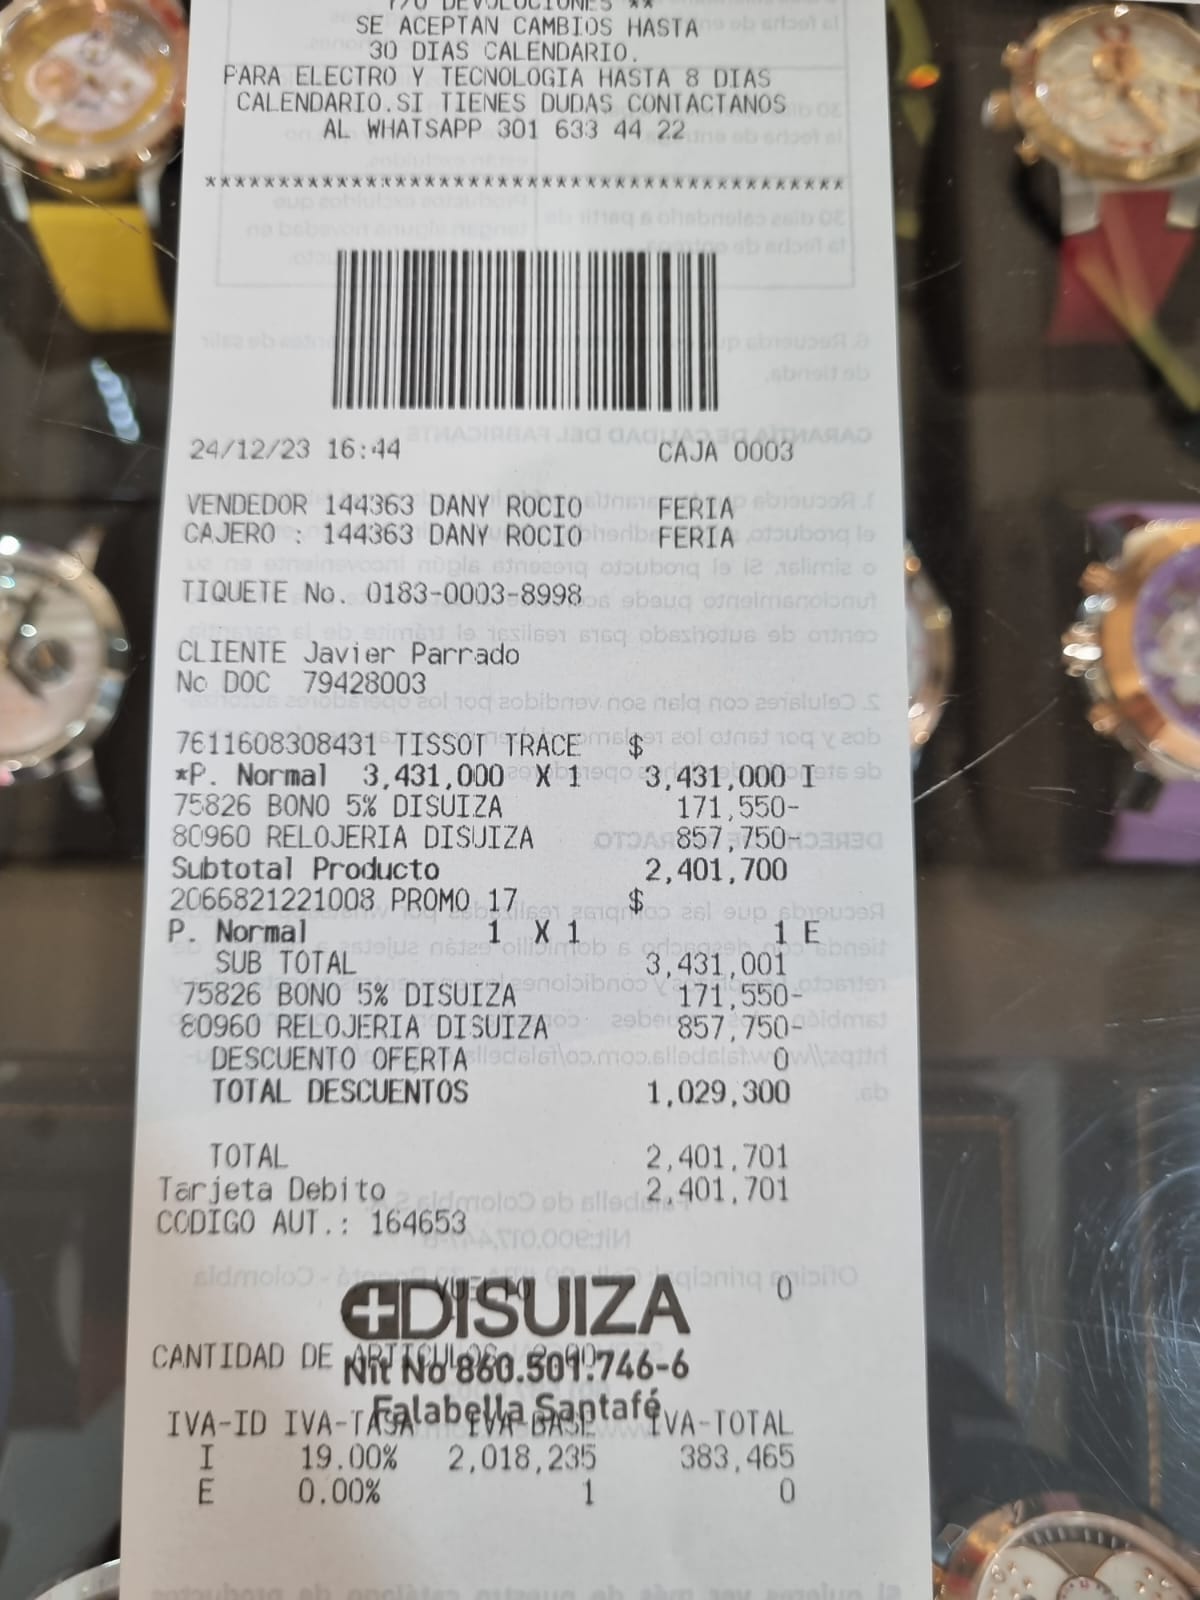 Y/O DEVOLUCIONES **
SE ACEPTAN CAMBIOS HASTA
30 DIAS CALENDARIO.
PARA ELECTRO Y TECNOLOGIA HASTA 8 DIAS
CALENDARIO.SI TIENES DUDAS CONTACTANOS
AL WHATSAPP 301 633 44 22
********************************************
24/12/23 16:44 CAJA 0003
VENDEDOR 144363 DANY ROCIO FERIA
CAJERO : 144363 DANY ROCIO FERIA
TIQUETE No. 0183-0003-8998
CLIENTE Javier Parrado
No DOC 79428003
7611608308431 TISSOT TRACE $
*P. Normal 3,431,000 X 1 3,431,000 I
75826 BONO 5% DISUIZA 171,550-
80960 RELOJERIA DISUIZA 857,750-
Subtotal Producto 2,401,700
2066821221008 PROMO 17 $
P. Normal 1 X 1 1 E
SUB TOTAL 3,431,001
75826 BONO 5% DISUIZA 171,550-
80960 RELOJERIA DISUIZA 857,750-
DESCUENTO OFERTA 0
TOTAL DESCUENTOS 1,029,300
TOTAL 2,401,701
Tarjeta Debito 2,401,701
CODIGO AUT.: 164653
0
DISUIZA
CANTIDAD DE ARTICULOS
Nit No 860.501.746-6
Falabella Santafé
IVA-ID IVA-TASA IVA-BASE IVA-TOTAL
I 19.00% 2,018,235 383,465
E 0.00% 1 0